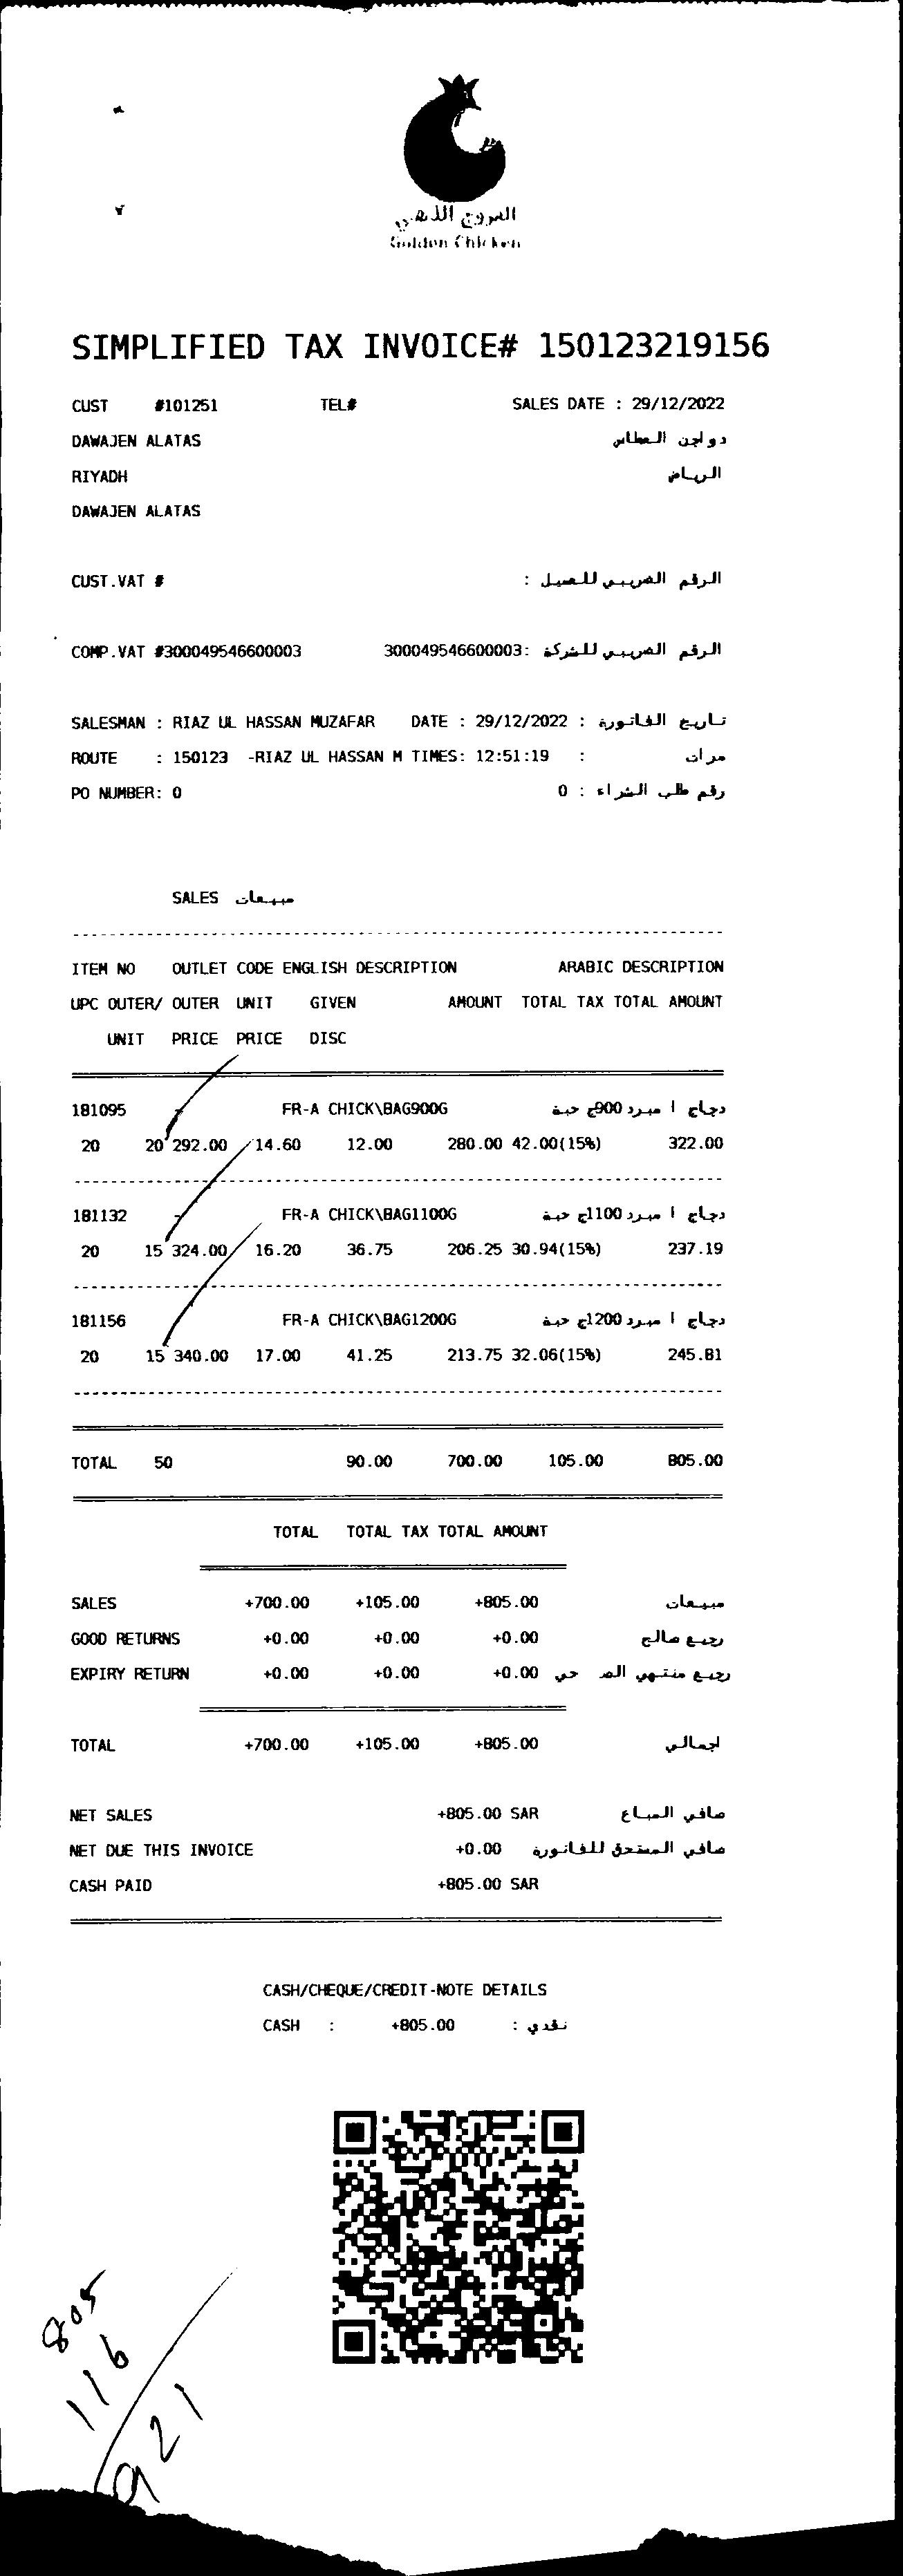 الفروج الذهبي
Golden Chicken
SIMPLIFIED TAX INVOICE# 150123219156
CUST #101251 TEL# SALES DATE : 29/12/2022
DAWAJEN ALATAS دواجن العطاس
RIYADH الرياض
DAWAJEN ALATAS
CUST.VAT # الرقم الضريبي للعميل :
COMP.VAT #300049546600003 300049546600003: الرقم الضريبي للشركة
SALESMAN : RIAZ UL HASSAN MUZAFAR DATE : 29/12/2022 : تاريخ الفاتورة
ROUTE : 150123 -RIAZ UL HASSAN M TIMES: 12:51:19 : مرات
PO NUMBER: 0 0 : رقم طلب الشراء
SALES مبيعات
ITEM NO OUTLET CODE ENGLISH DESCRIPTION ARABIC DESCRIPTION
UPC OUTER/ OUTER UNIT GIVEN AMOUNT TOTAL TAX TOTAL AMOUNT
UNIT PRICE PRICE DISC
181095 - FR-A CHICK\BAG900G دجاج ا مبرد 900ج حبة
20 20 292.00 14.60 12.00 280.00 42.00(15%) 322.00
181132 - FR-A CHICK\BAG1100G دجاج ا مبرد 1100ج حبة
20 15 324.00 16.20 36.75 206.25 30.94(15%) 237.19
181156 FR-A CHICK\BAG1200G دجاج ا مبرد 1200ج حبة
20 15 340.00 17.00 41.25 213.75 32.06(15%) 245.81
TOTAL 50 90.00 700.00 105.00 805.00
TOTAL TOTAL TAX TOTAL AMOUNT
SALES +700.00 +105.00 +805.00 مبيعات
GOOD RETURNS +0.00 +0.00 +0.00 رجيع صالح
EXPIRY RETURN +0.00 +0.00 +0.00 رجيع منتهي الص حي
TOTAL +700.00 +105.00 +805.00 اجمالي
NET SALES +805.00 SAR صافي المباع
NET DUE THIS INVOICE +0.00 صافي المستحق للفاتورة
CASH PAID +805.00 SAR
CASH/CHEQUE/CREDIT-NOTE DETAILS
CASH : +805.00 : نقدي
805
116
921